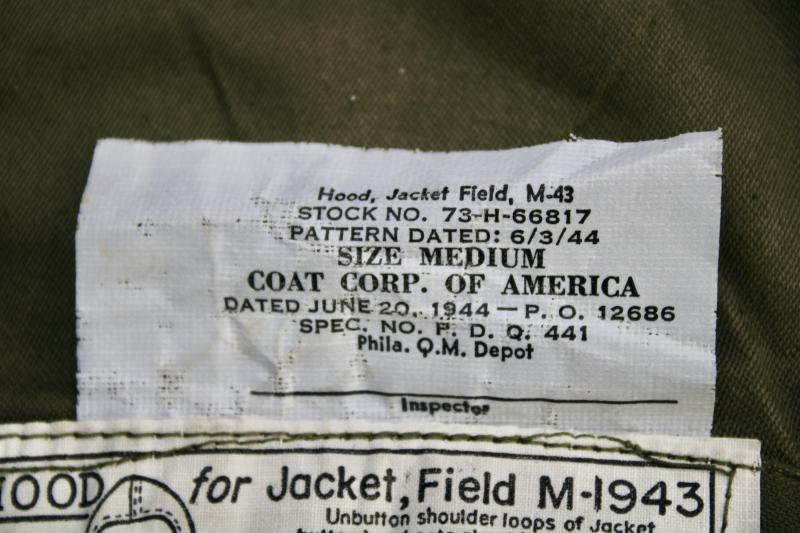 Hood, Jacket Field, M-43
STOCK NO. 73-H-66817
PATTERN DATED: 6/3/44
SIZE MEDIUM
COAT CORP. OF AMERICA
DATED JUNE 20, 1944 — P. O. 12686
SPEC. NO. P. D. Q. 441
Phila. Q.M. Depot
Inspector
HOOD for Jacket, Field M-1943
Unbutton shoulder loops of Jacket